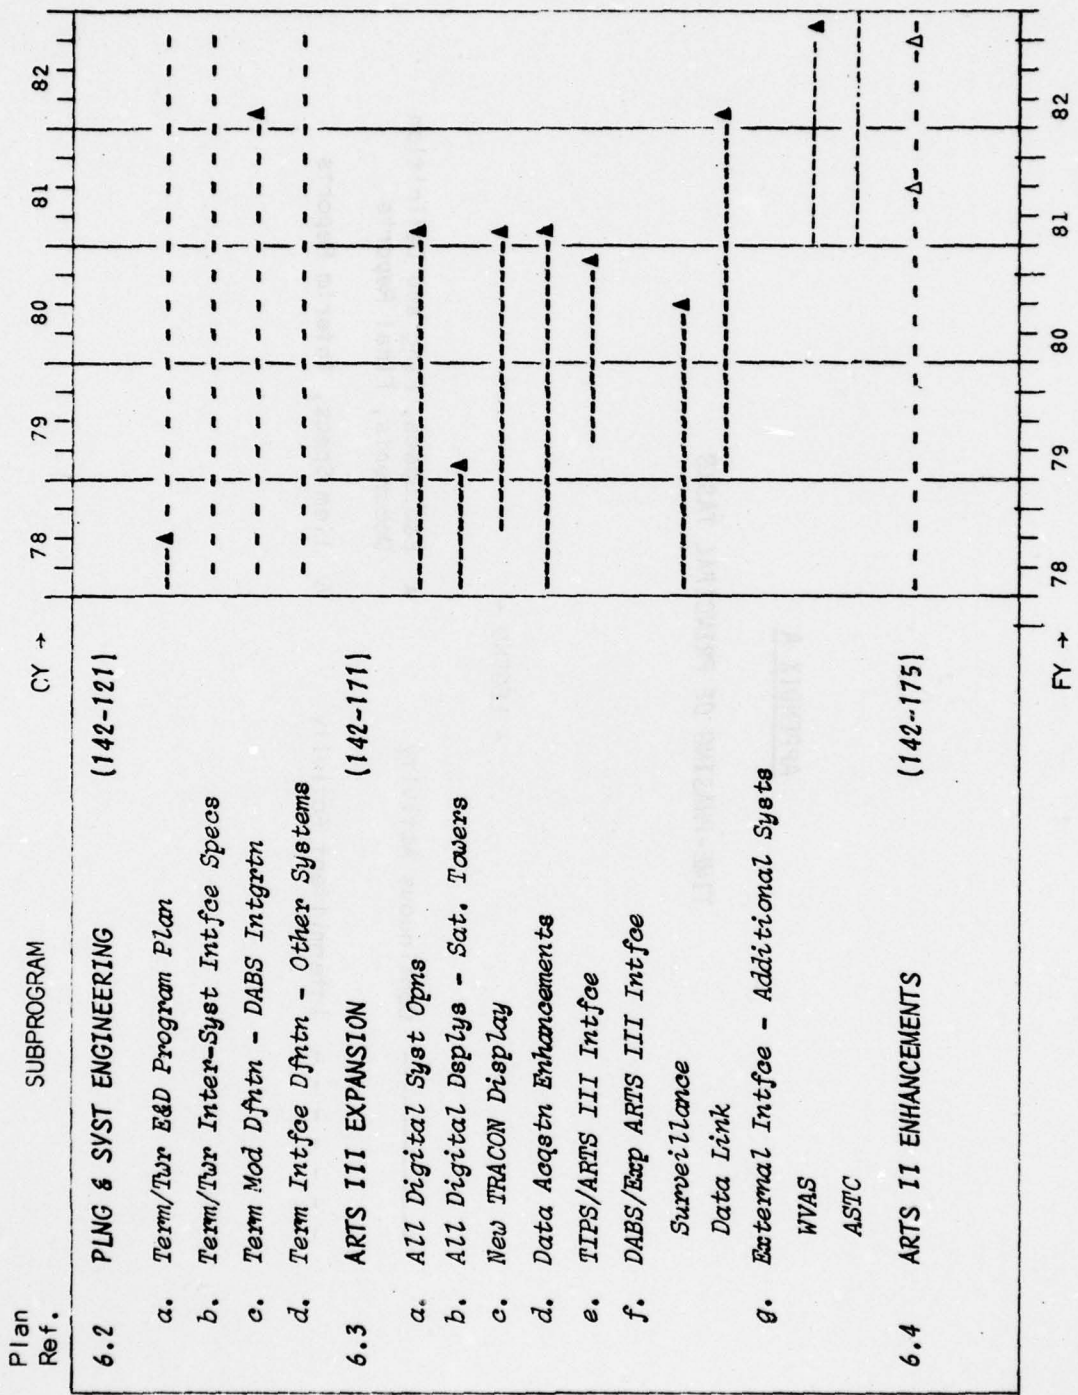 Plan
Ref. SUBPROGRAM CY → 78 79 80 81 82
6.2 PLNG & SYST ENGINEERING (142-121)
a. Term/Twr E&D Program Plan
b. Term/Twr Inter-Syst Intfce Specs
c. Term Mod Dfntn - DABS Intgrtn
d. Term Intfce Dfntn - Other Systems
6.3 ARTS III EXPANSION (142-171)
a. All Digital Syst Opns
b. All Digital Dsplys - Sat. Towers
c. New TRACON Display
d. Data Acqstn Enhancements
e. TIPS/ARTS III Intfce
f. DABS/Exp ARTS III Intfce
Surveillance
Data Link
g. External Intfce - Additional Systs
WVAS
ASTC
6.4 ARTS II ENHANCEMENTS (142-175)
FY → 78 79 80 81 82